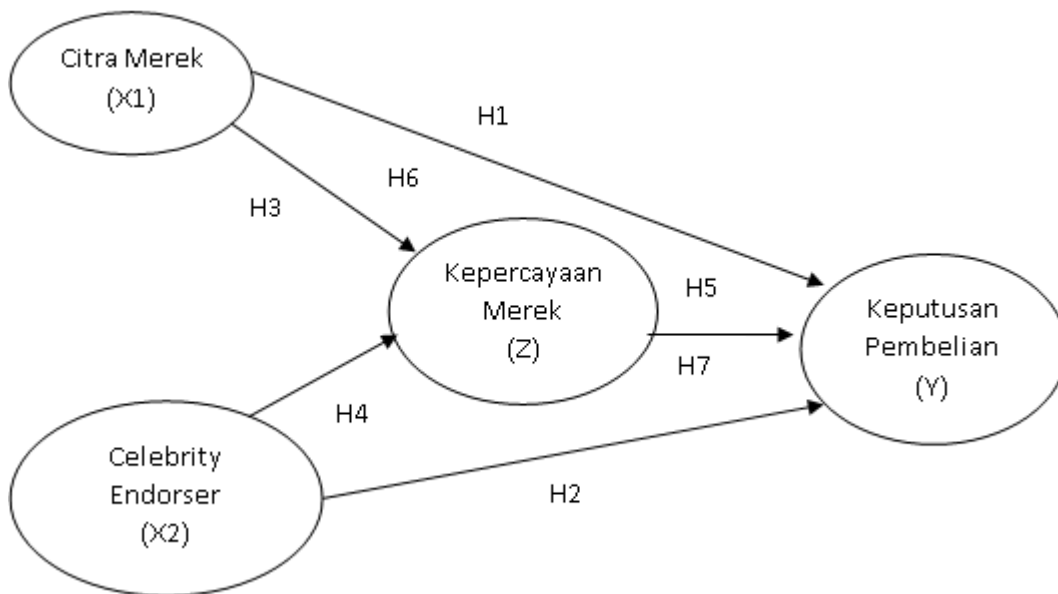 Citra Merek
(X1)
H1
H6
H3
Kepercayaan
Merek
(Z)
H5
H7
Keputusan
Pembelian
(Y)
H4
Celebrity
Endorser
(X2)
H2